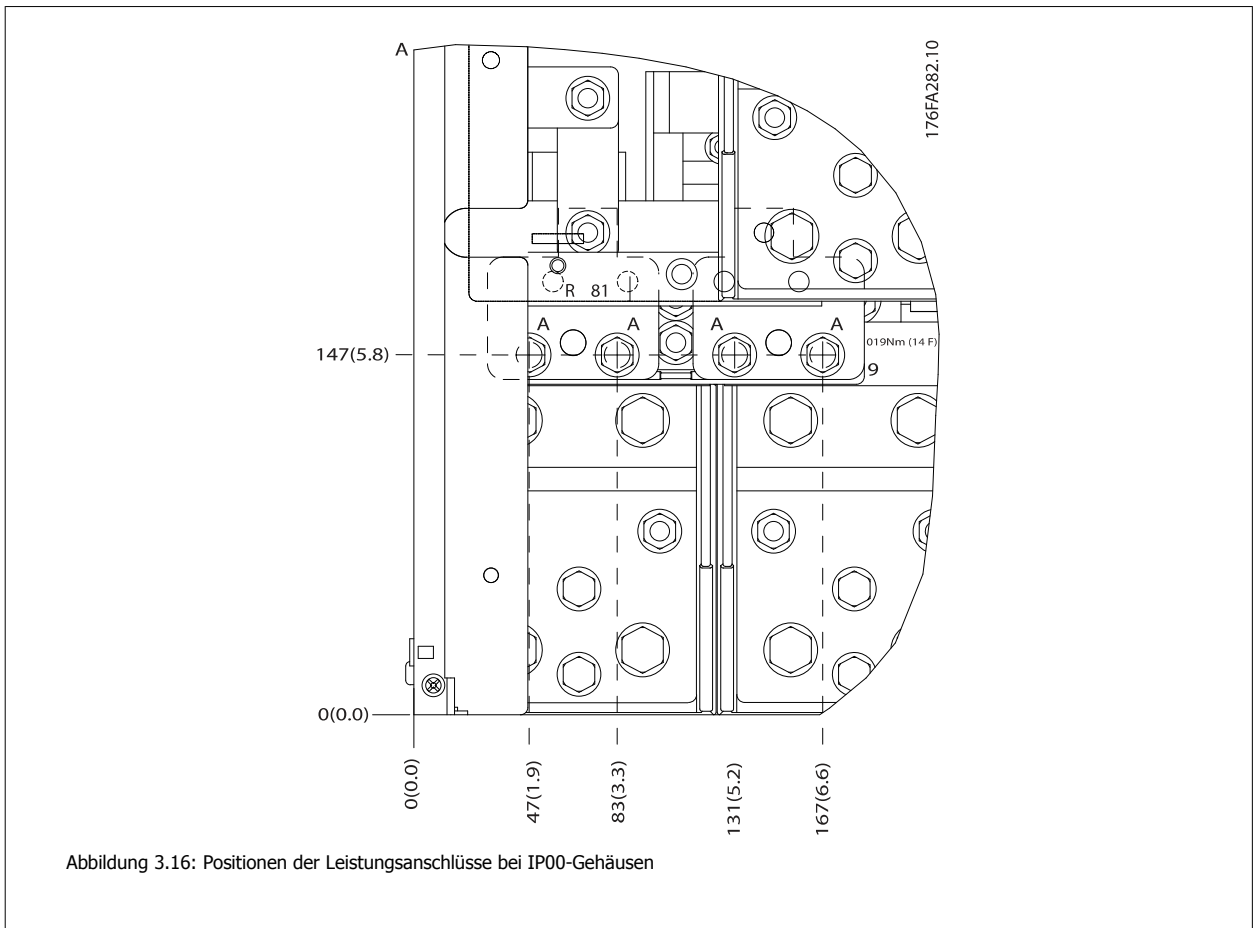 A
176FA282.10
R 81
A A A A
147(5.8)
019Nm (14 F)
9
0(0.0)
0(0.0)
47(1.9)
83(3.3)
131(5.2)
167(6.6)
Abbildung 3.16: Positionen der Leistungsanschlüsse bei IP00-Gehäusen